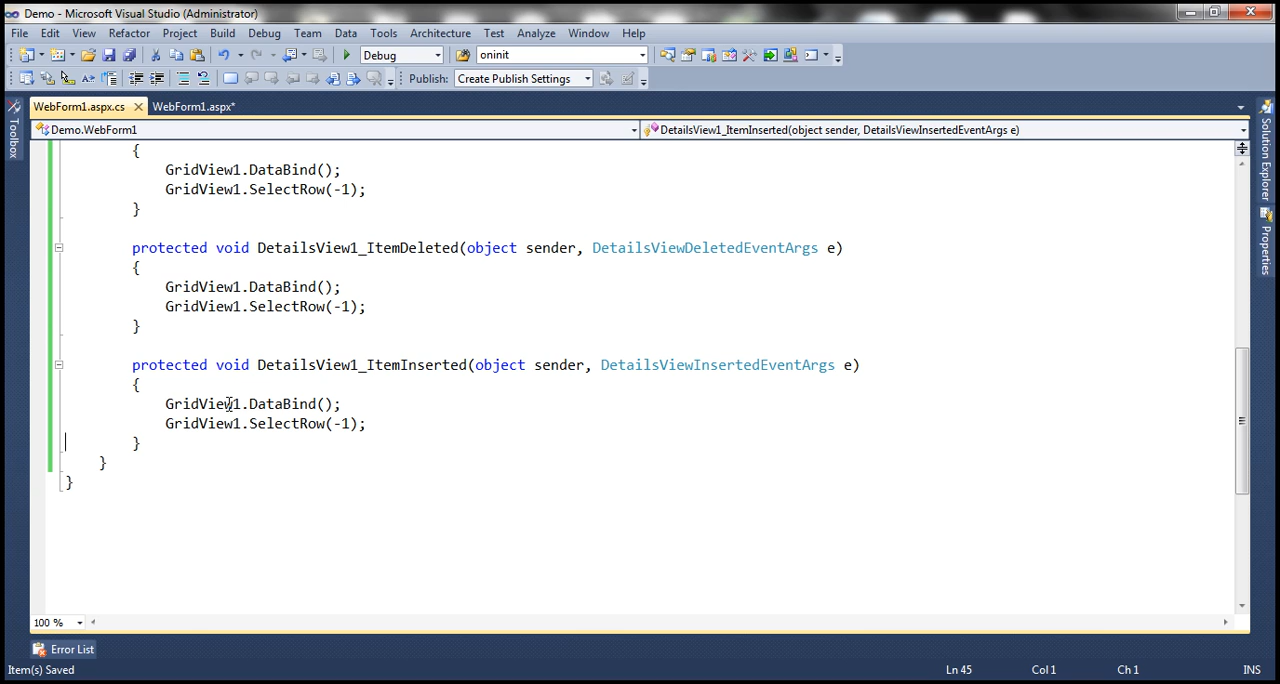 Demo - Microsoft Visual Studio (Administrator)
File Edit View Refactor Project Build Debug Team Data Tools Architecture Test Analyze Window Help
Debug oninit
Publish: Create Publish Settings
WebForm1.aspx.cs WebForm1.aspx*
Demo.WebForm1 DetailsView1_ItemInserted(object sender, DetailsViewInsertedEventArgs e)
Toolbox
Solution Explorer
Properties
{
GridView1.DataBind();
GridView1.SelectRow(-1);
}
protected void DetailsView1_ItemDeleted(object sender, DetailsViewDeletedEventArgs e)
{
GridView1.DataBind();
GridView1.SelectRow(-1);
}
protected void DetailsView1_ItemInserted(object sender, DetailsViewInsertedEventArgs e)
{
GridView1.DataBind();
GridView1.SelectRow(-1);
}
}
}
100 %
Error List
Item(s) Saved Ln 45 Col 1 Ch 1 INS